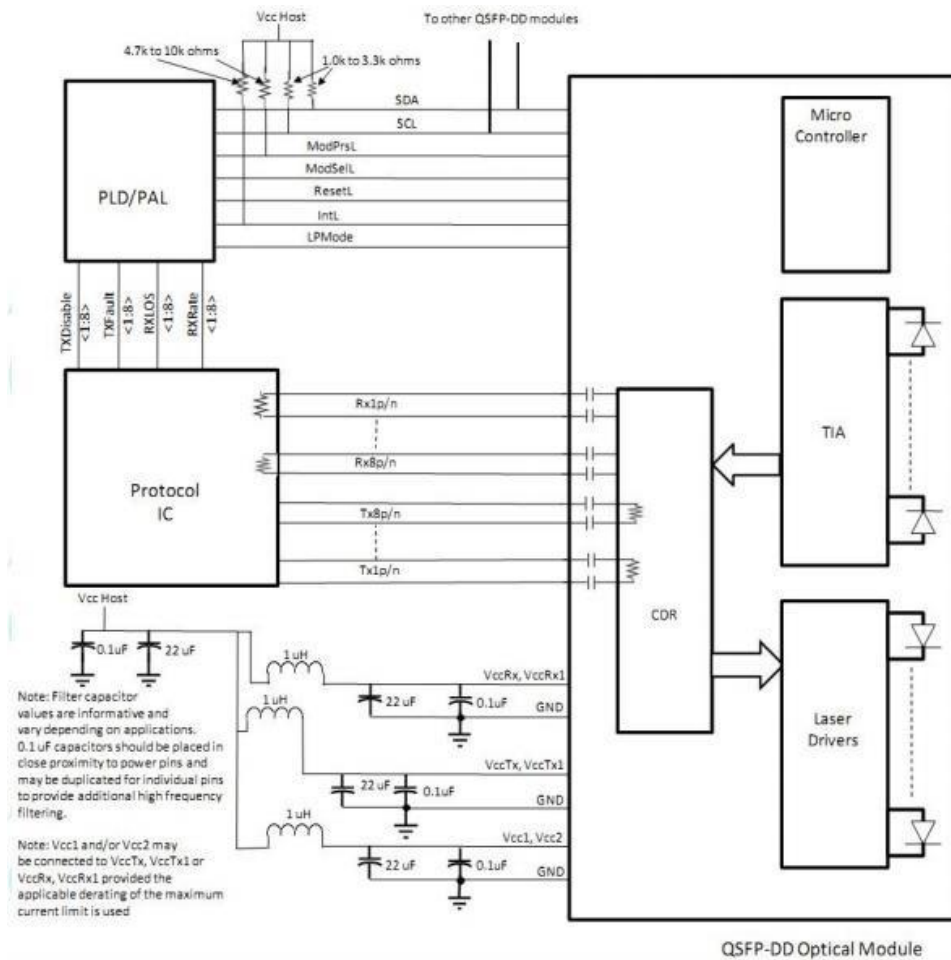 Vcc Host
To other QSFP-DD modules
4.7k to 10k ohms
1.0k to 3.3k ohms
SDA
SCL
ModPrsL
ModSelL
ResetL
IntL
LPMode
PLD/PAL
Micro
Controller
TXDisable
<1:8>
TXFault
<1:8>
RXLOS
<1:8>
RXRate
<1:8>
Rx1p/n
Rx8p/n
Tx8p/n
Tx1p/n
Protocol
IC
TIA
CDR
Laser
Drivers
Vcc Host
0.1uF
22 uF
1 uH
VccRx, VccRx1
22 uF
0.1uF
GND
1 uH
VccTx, VccTx1
22 uF
0.1uF
GND
1 uH
Vcc1, Vcc2
22 uF
0.1uF
GND
Note: Filter capacitor
values are informative and
vary depending on applications.
0.1 uF capacitors should be placed in
close proximity to power pins and
may be duplicated for individual pins
to provide additional high frequency
filtering.
Note: Vcc1 and/or Vcc2 may
be connected to VccTx, VccTx1 or
VccRx, VccRx1 provided the
applicable derating of the maximum
current limit is used
QSFP-DD Optical Module